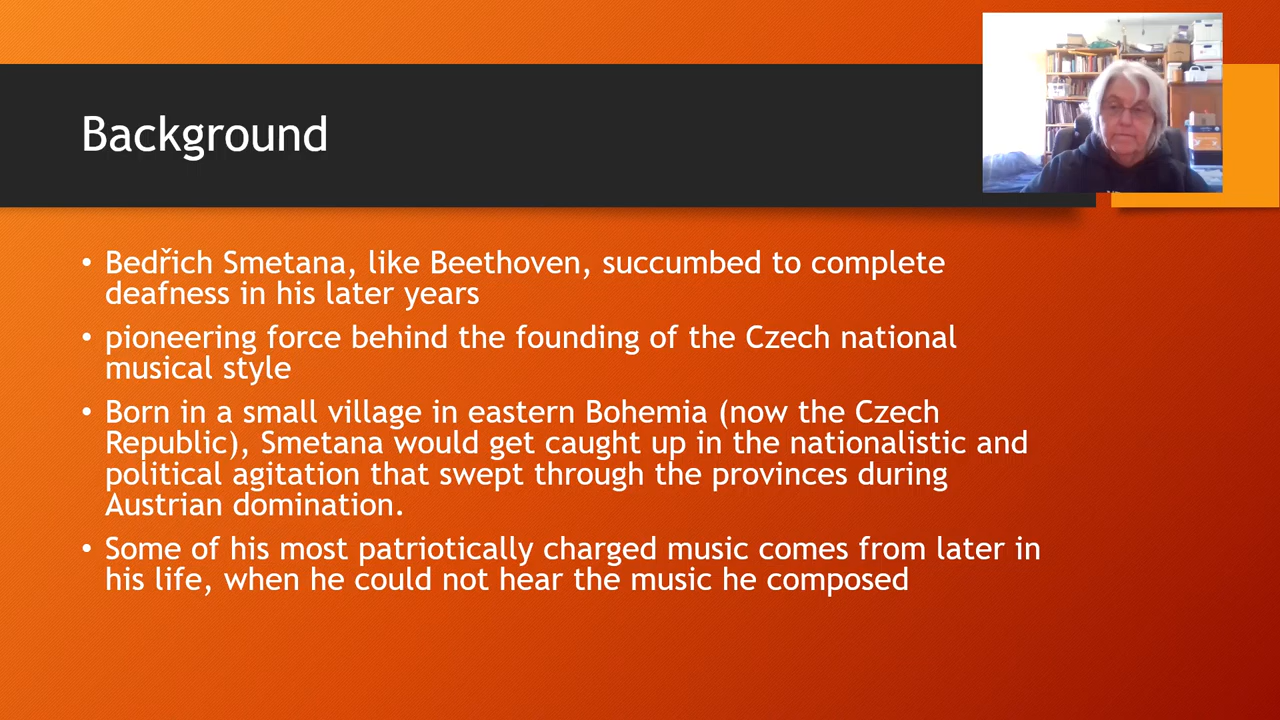 Background
• Bedřich Smetana, like Beethoven, succumbed to complete
deafness in his later years
• pioneering force behind the founding of the Czech national
musical style
• Born in a small village in eastern Bohemia (now the Czech
Republic), Smetana would get caught up in the nationalistic and
political agitation that swept through the provinces during
Austrian domination.
• Some of his most patriotically charged music comes from later in
his life, when he could not hear the music he composed